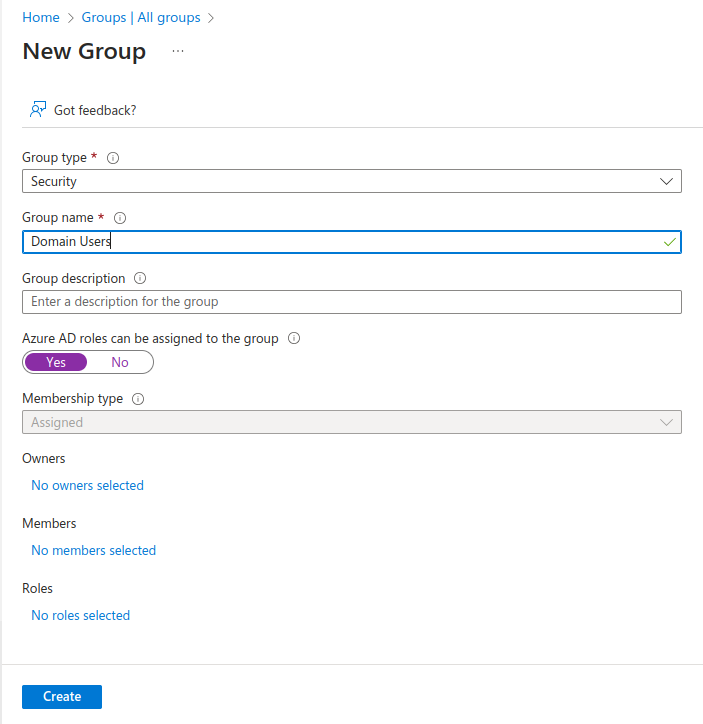 Home > Groups | All groups >
New Group ...
Got feedback?
Group type *
Security
Group name *
Domain Users
Group description
Enter a description for the group
Azure AD roles can be assigned to the group
Yes No
Membership type
Assigned
Owners
No owners selected
Members
No members selected
Roles
No roles selected
Create